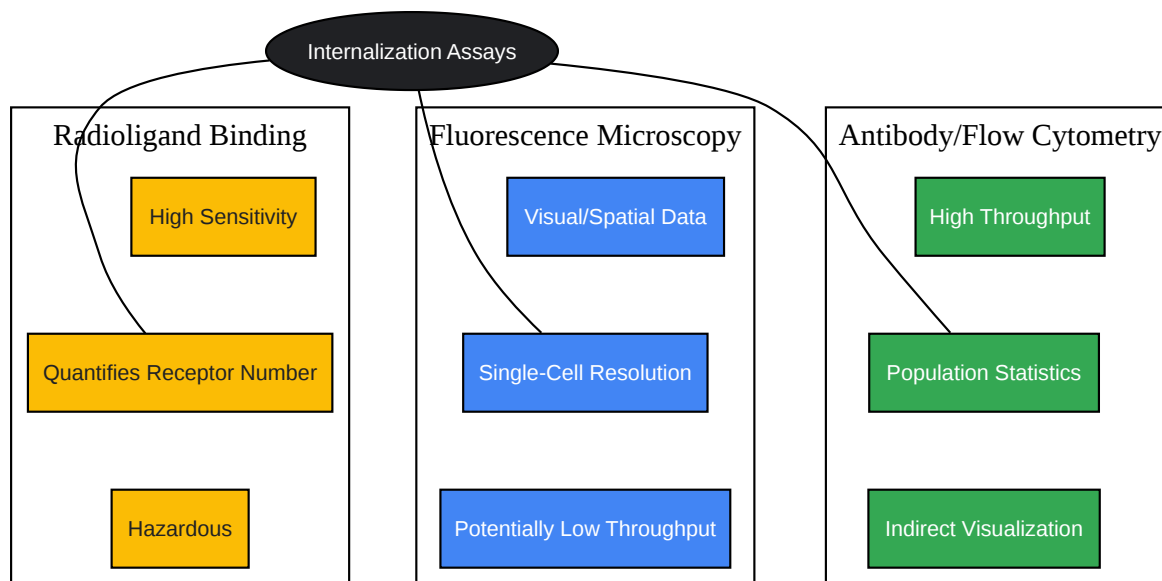 Internalization Assays
Radioligand Binding
High Sensitivity
Quantifies Receptor Number
Hazardous
Fluorescence Microscopy
Visual/Spatial Data
Single-Cell Resolution
Potentially Low Throughput
Antibody/Flow Cytometry
High Throughput
Population Statistics
Indirect Visualization